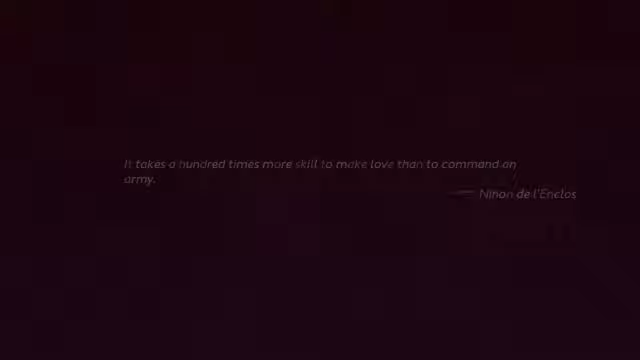 It takes a hundred times more skill to make love than to command an
army.
— Ninon de l'Enclos